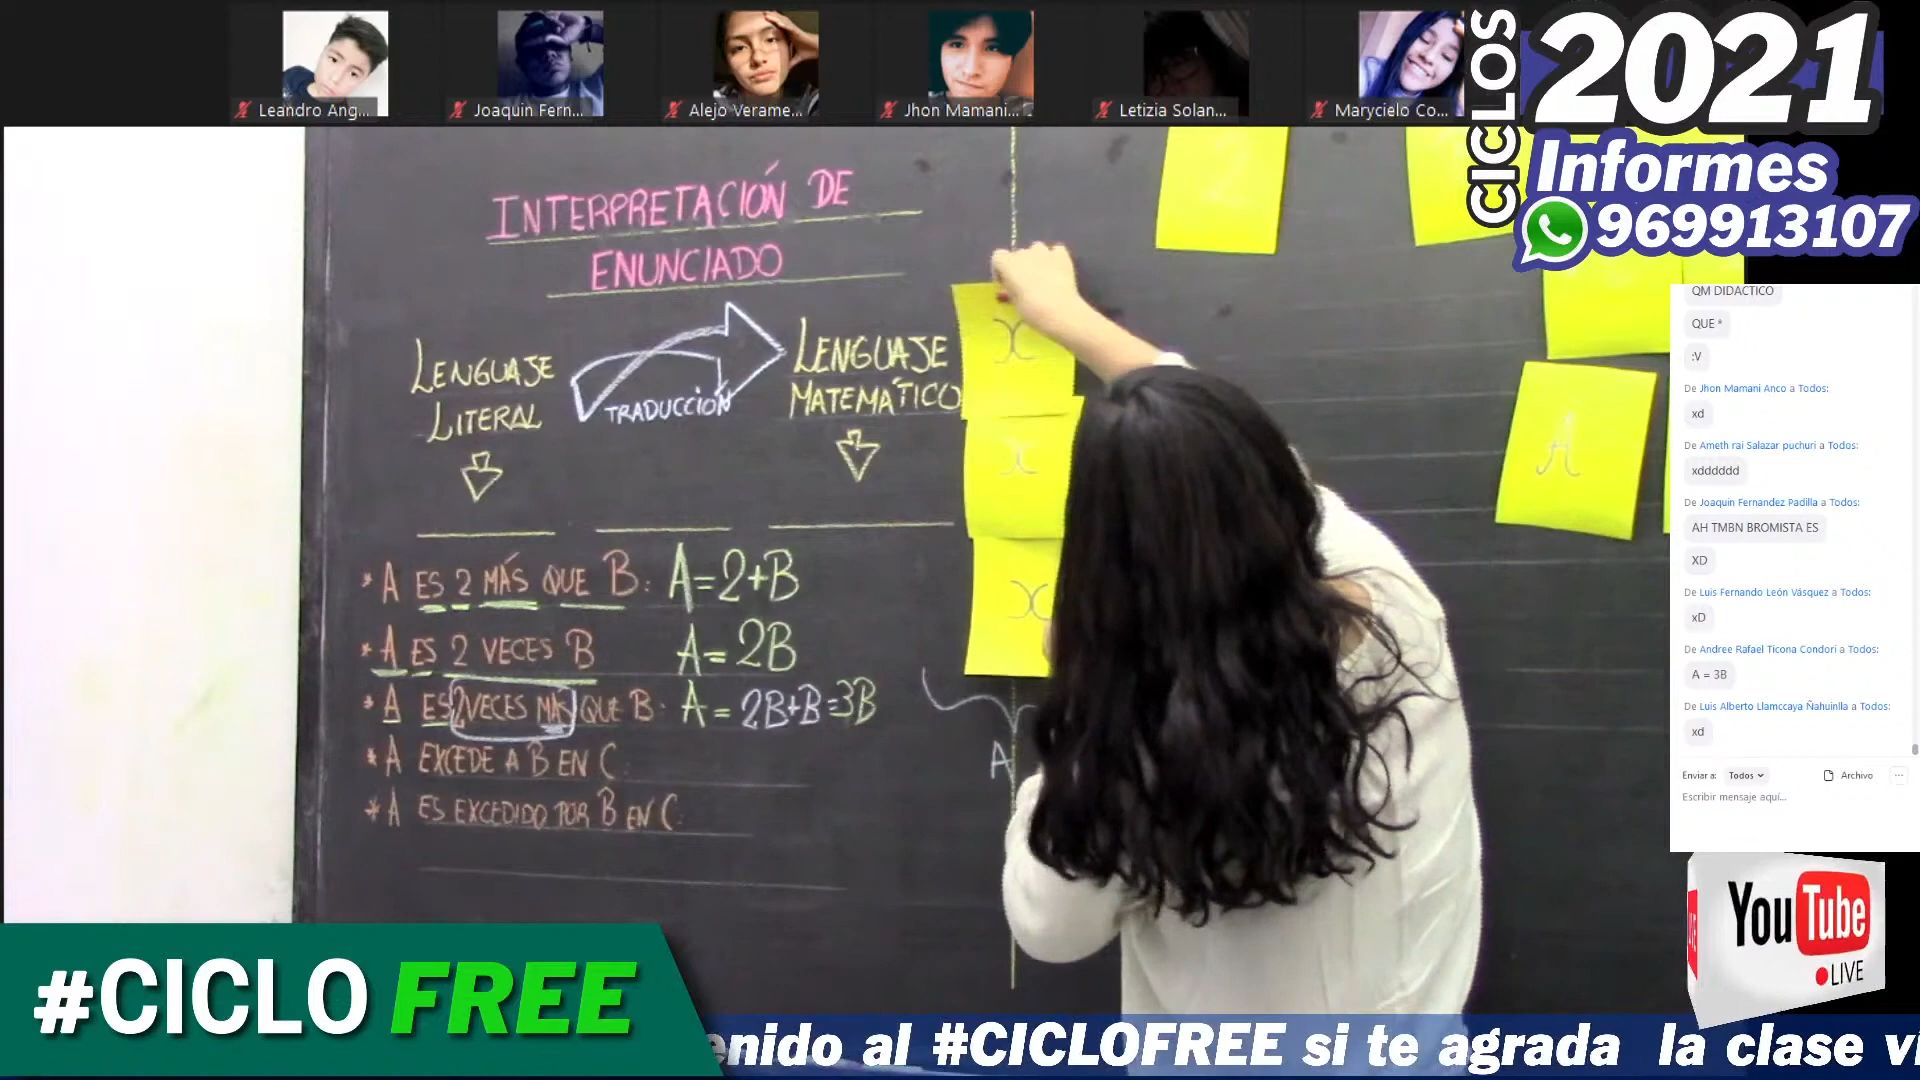 Leandro Ang...
Joaquin Fern...
Alejo Verame...
Jhon Mamani...
Letizia Solan...
Marycielo Co...
CICLOS
2021
Informes
969913107
INTERPRETACIÓN DE
ENUNCIADO
LENGUAJE
LITERAL
TRADUCCIÓN
LENGUAJE
MATEMÁTICO
* A ES 2 MÁS QUE B: A=2+B
* A ES 2 VECES B A=2B
* A ES 2 VECES MÁS QUE B: A = 2B+B=3B
* A EXCEDE A B EN C:
* A ES EXCEDIDO POR B EN C:
X
X
X
A
A
QM DIDACTICO
QUE *
:V
De Jhon Mamani Anco a Todos:
xd
De Ameth rai Salazar puchuri a Todos:
xdddddd
De Joaquin Fernandez Padilla a Todos:
AH TMBN BROMISTA ES
XD
De Luis Fernando León Vásquez a Todos:
xD
De Andree Rafael Ticona Condori a Todos:
A = 3B
De Luis Alberto Llamccaya Ñahuinlla a Todos:
xd
Enviar a: Todos Archivo ...
Escribir mensaje aquí...
YouTube
LIVE
LIVE
#CICLO FREE
enido al #CICLOFREE si te agrada la clase vi